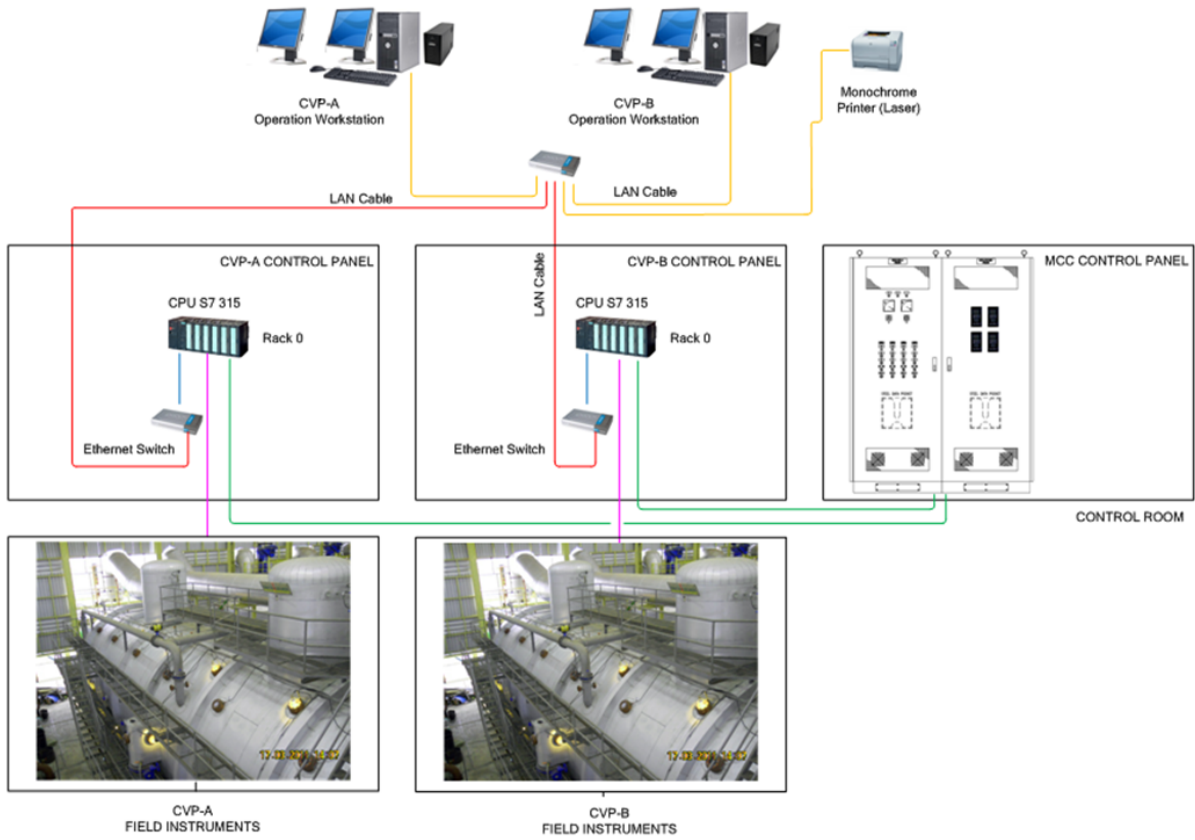 CVP-A
Operation Workstation
CVP-B
Operation Workstation
Monochrome
Printer (Laser)
LAN Cable
LAN Cable
CVP-A CONTROL PANEL
CPU S7 315
Rack 0
Ethernet Switch
LAN Cable
CVP-B CONTROL PANEL
CPU S7 315
Rack 0
Ethernet Switch
MCC CONTROL PANEL
CONTROL ROOM
CVP-A
FIELD INSTRUMENTS
CVP-B
FIELD INSTRUMENTS